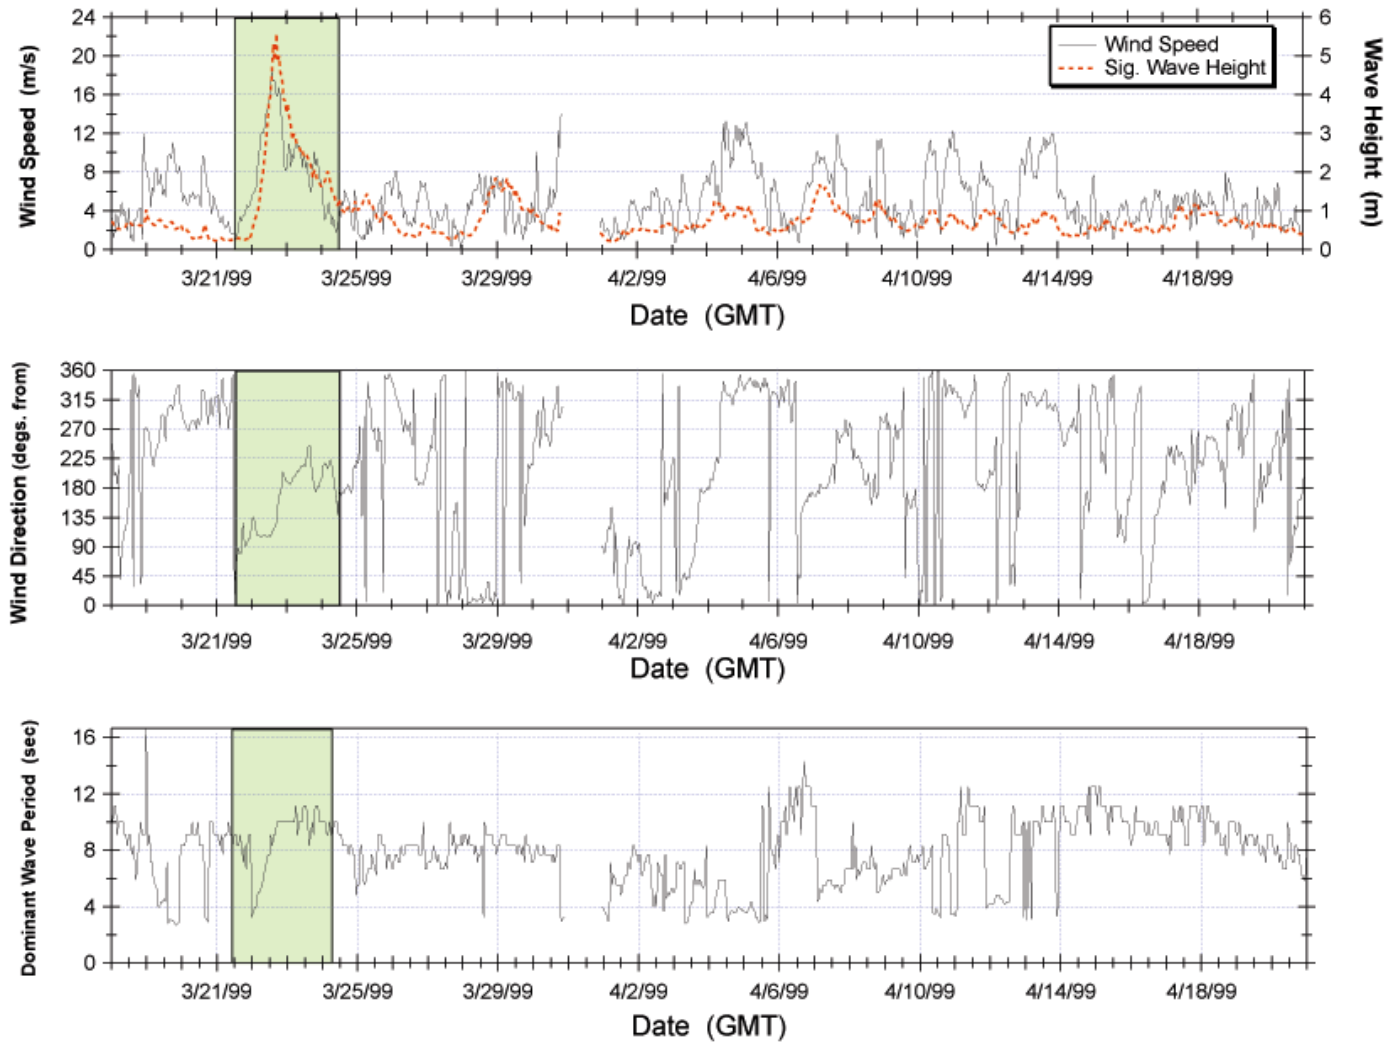 24
20
16
12
8
4
0
Wind Speed (m/s)
6
5
4
3
2
1
0
Wave Height (m)
Wind Speed
Sig. Wave Height
3/21/99 3/25/99 3/29/99 4/2/99 4/6/99 4/10/99 4/14/99 4/18/99
Date (GMT)
360
315
270
225
180
135
90
45
0
Wind Direction (degs. from)
3/21/99 3/25/99 3/29/99 4/2/99 4/6/99 4/10/99 4/14/99 4/18/99
Date (GMT)
16
12
8
4
0
Dominant Wave Period (sec)
3/21/99 3/25/99 3/29/99 4/2/99 4/6/99 4/10/99 4/14/99 4/18/99
Date (GMT)